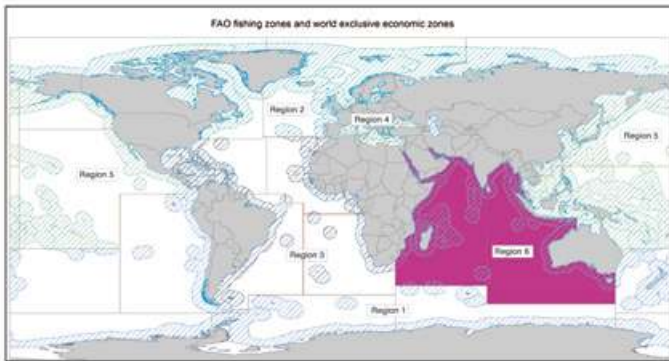 FAO fishing zones and world exclusive economic zones
Region 2
Region 4
Region 5
Region 5
Region 6
Region 3
Region 1